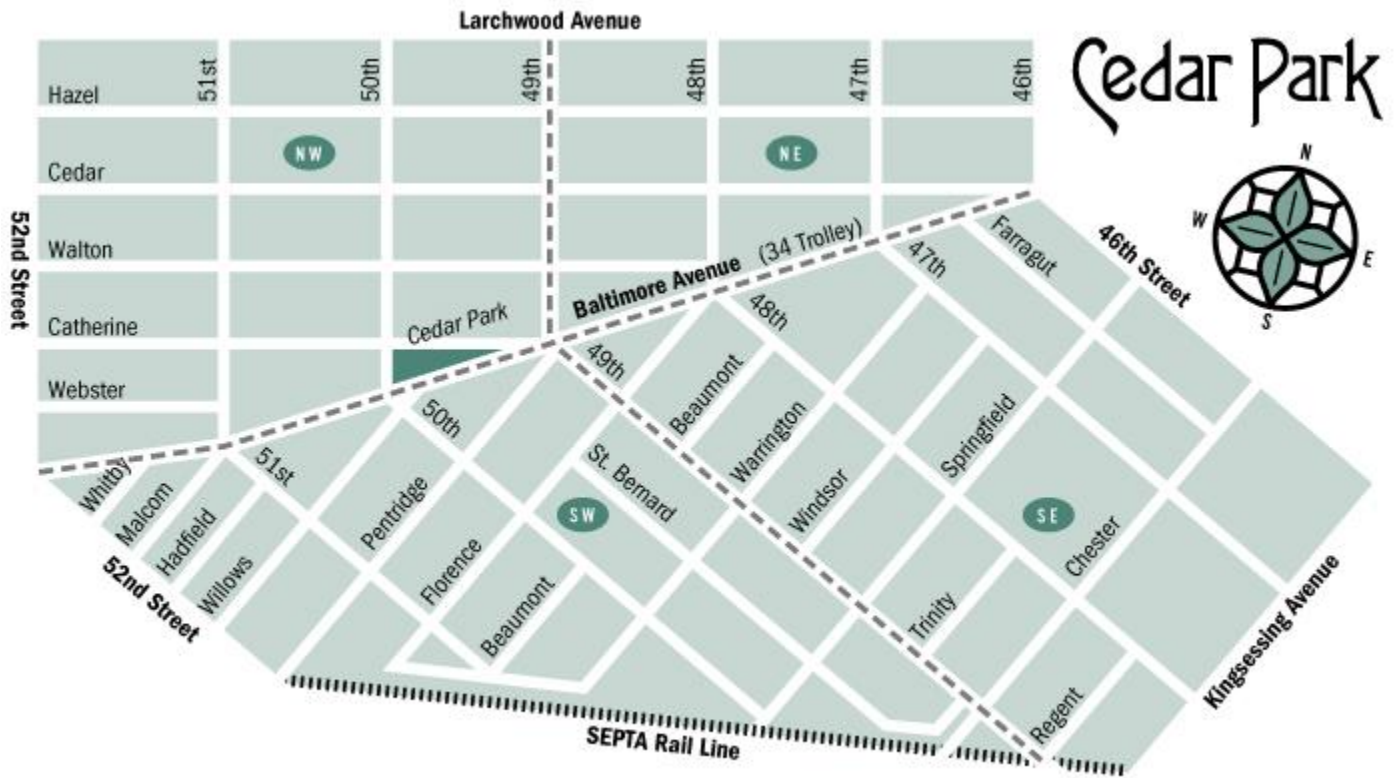 Larchwood Avenue
Cedar Park
Hazel
51st
50th
49th
48th
47th
46th
NW
NE
Cedar
N
W
E
S
52nd Street
Walton
Baltimore Avenue
(34 Trolley)
Farragut
46th Street
47th
Catherine
Cedar Park
48th
49th
Webster
50th
Beaumont
Warrington
Springfield
Whitby
Malcom
Hadfield
Willows
51st
Pentridge
St. Bernard
Windsor
SW
SE
Florence
Chester
52nd Street
Beaumont
Trinity
Kingsessing Avenue
Regent
SEPTA Rail Line